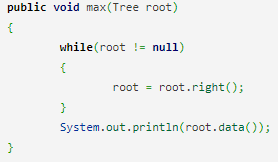 public void max(Tree root)
{
while(root != null)
{
root = root.right();
}
System.out.println(root.data());
}